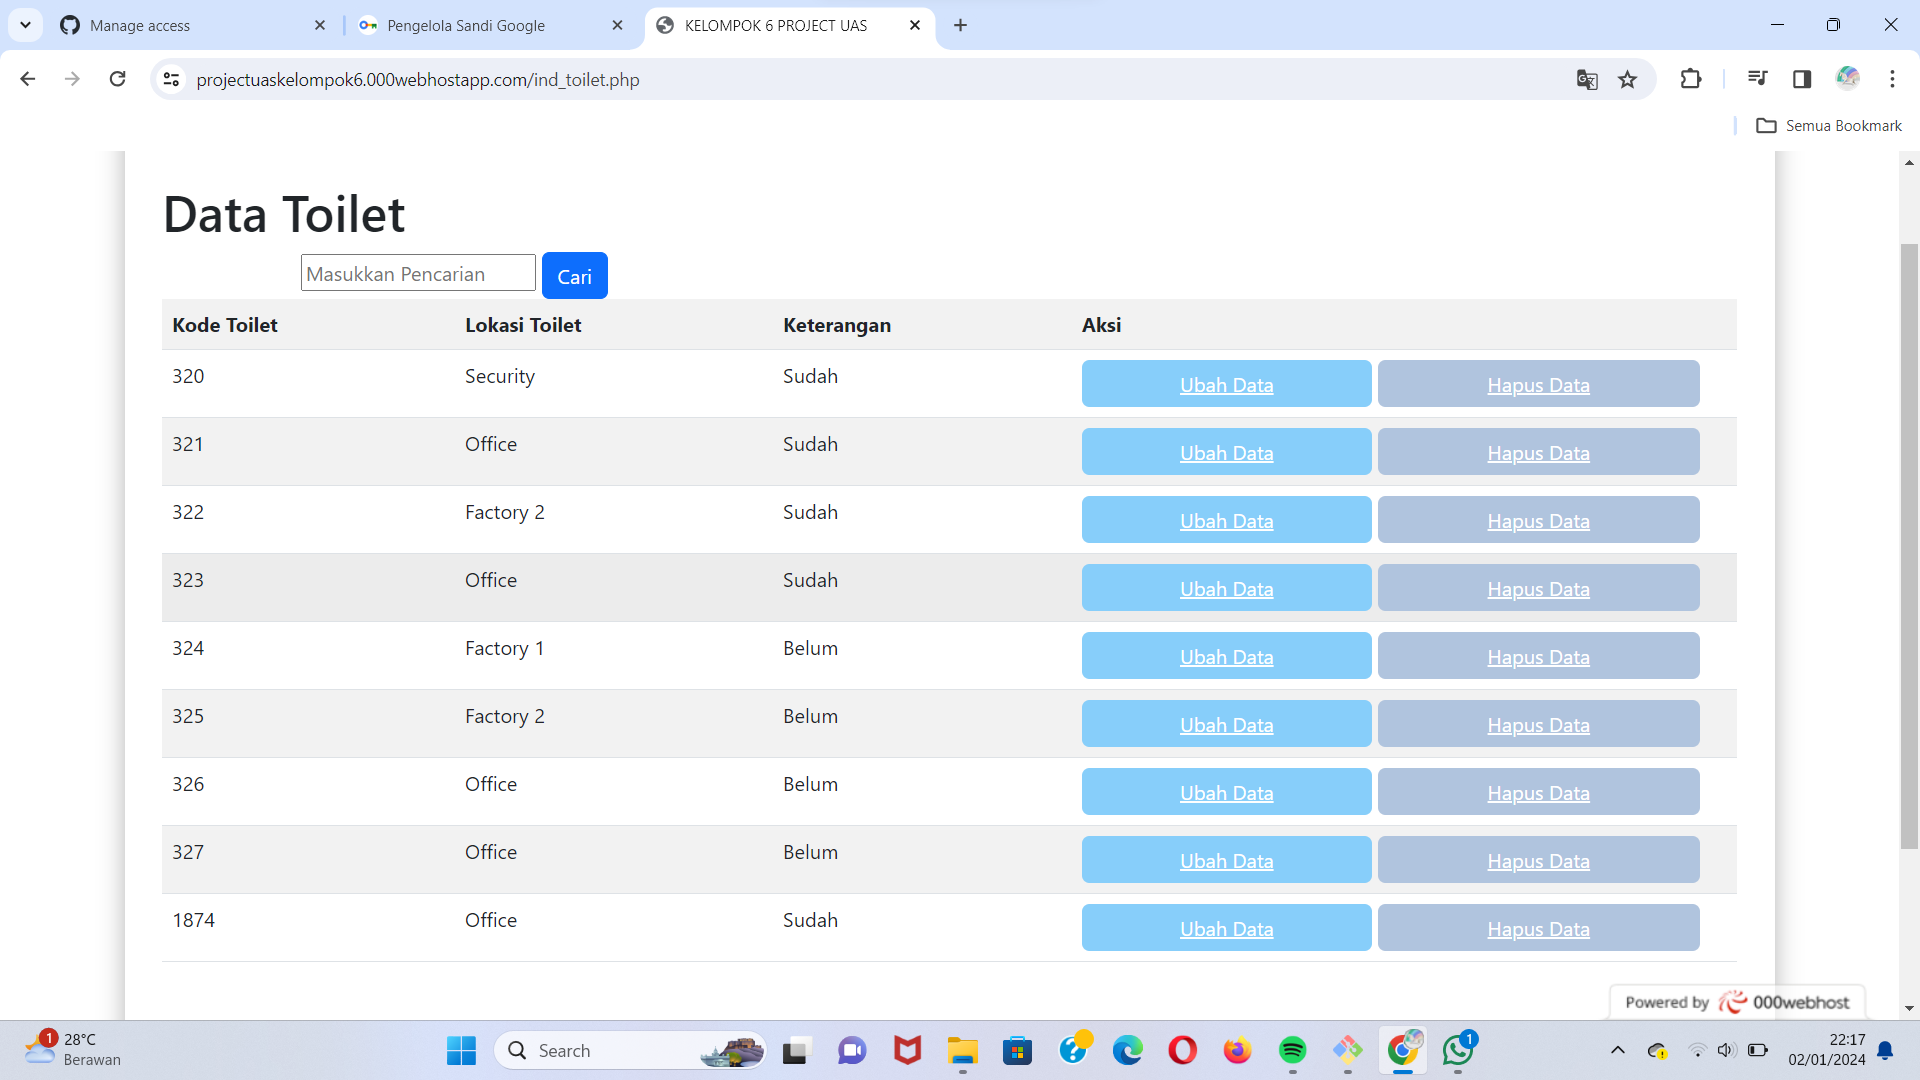 Manage access
Pengelola Sandi Google
KELOMPOK 6 PROJECT UAS
projectuaskelompok6.000webhostapp.com/ind_toilet.php
Semua Bookmark
Data Toilet
Masukkan Pencarian Cari
Kode Toilet Lokasi Toilet Keterangan Aksi
320 Security Sudah Ubah Data Hapus Data
321 Office Sudah Ubah Data Hapus Data
322 Factory 2 Sudah Ubah Data Hapus Data
323 Office Sudah Ubah Data Hapus Data
324 Factory 1 Belum Ubah Data Hapus Data
325 Factory 2 Belum Ubah Data Hapus Data
326 Office Belum Ubah Data Hapus Data
327 Office Belum Ubah Data Hapus Data
1874 Office Sudah Ubah Data Hapus Data
Powered by 000webhost
1 28°C
Berawan
Search
1
22:17
02/01/2024